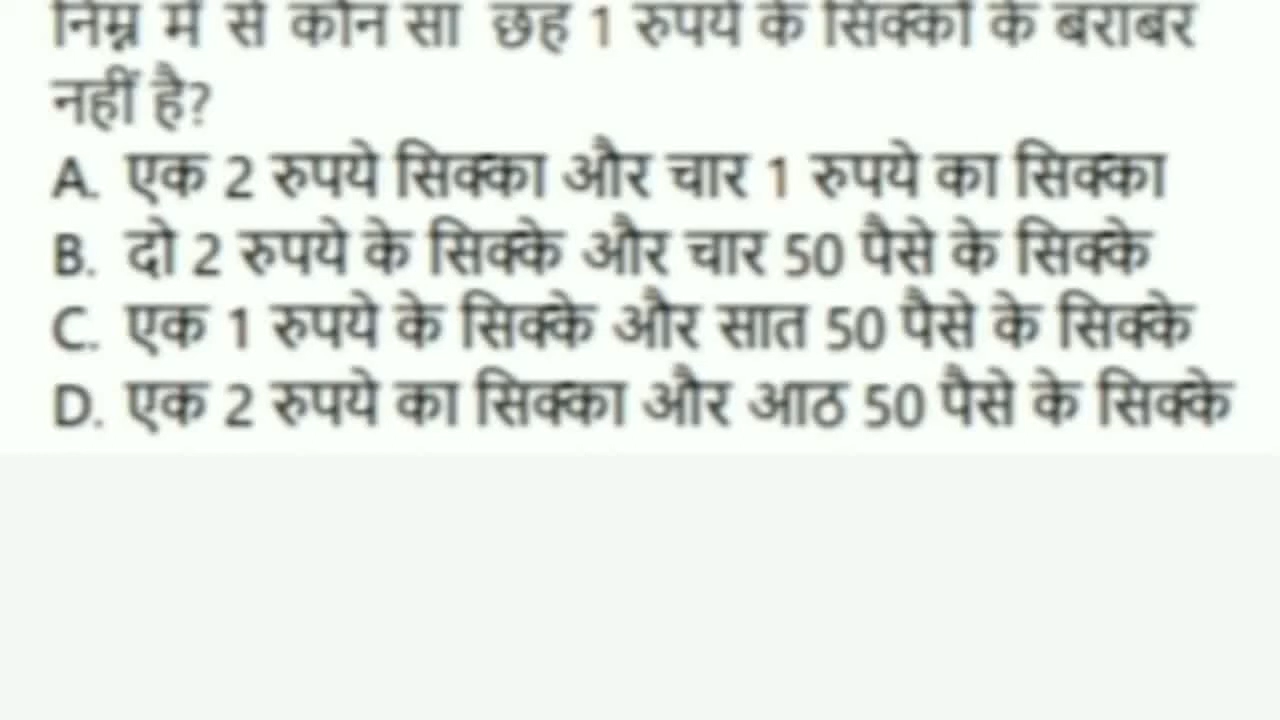 निम्न में से कौन सा छह 1 रुपये के सिक्कों के बराबर
नहीं है?
A. एक 2 रुपये सिक्का और चार 1 रुपये का सिक्का
B. दो 2 रुपये के सिक्के और चार 50 पैसे के सिक्के
C. एक 1 रुपये के सिक्के और सात 50 पैसे के सिक्के
D. एक 2 रुपये का सिक्का और आठ 50 पैसे के सिक्के